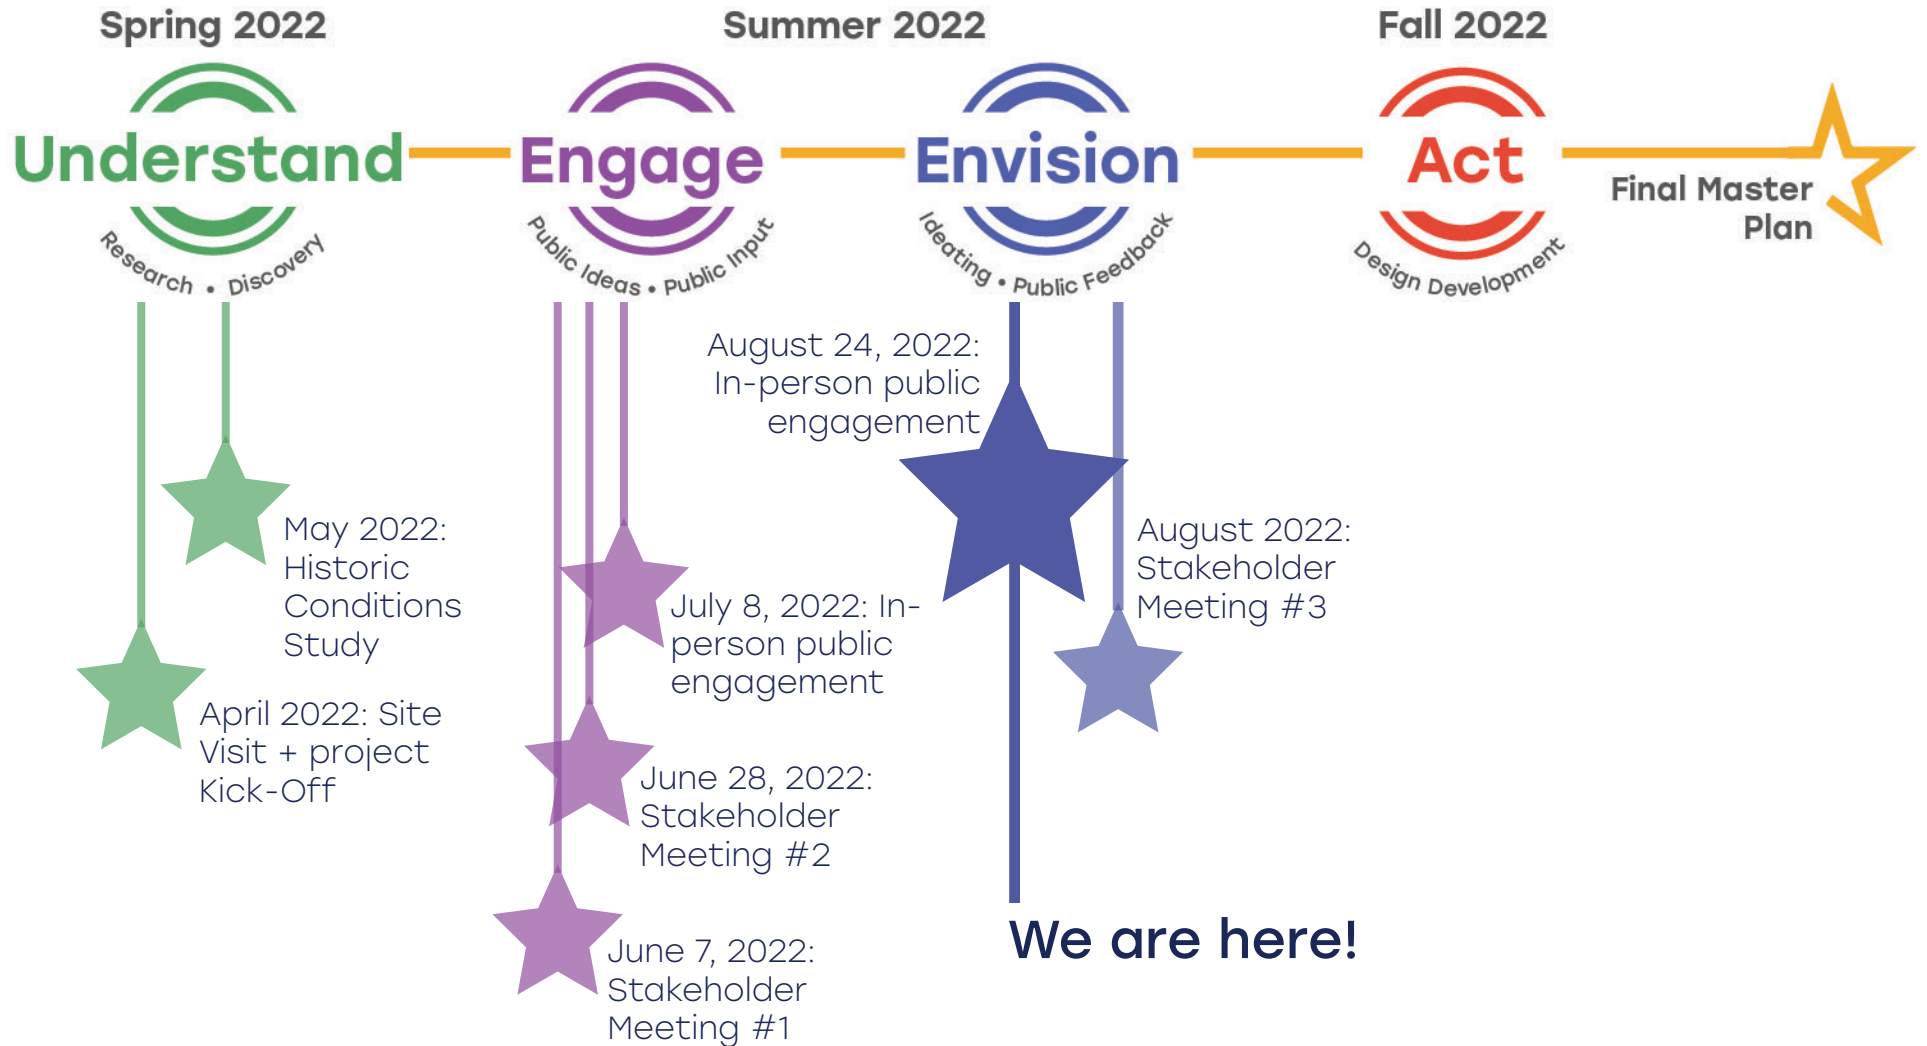 Spring 2022
Summer 2022
Fall 2022
Understand
Engage
Envision
Act
Final Master
Plan
Research • Discovery
Public Ideas • Public Input
Ideating • Public Feedback
Design Development
May 2022:
Historic
Conditions
Study
April 2022: Site
Visit + project
Kick-Off
July 8, 2022: In-
person public
engagement
June 28, 2022:
Stakeholder
Meeting #2
June 7, 2022:
Stakeholder
Meeting #1
August 24, 2022:
In-person public
engagement
August 2022:
Stakeholder
Meeting #3
We are here!